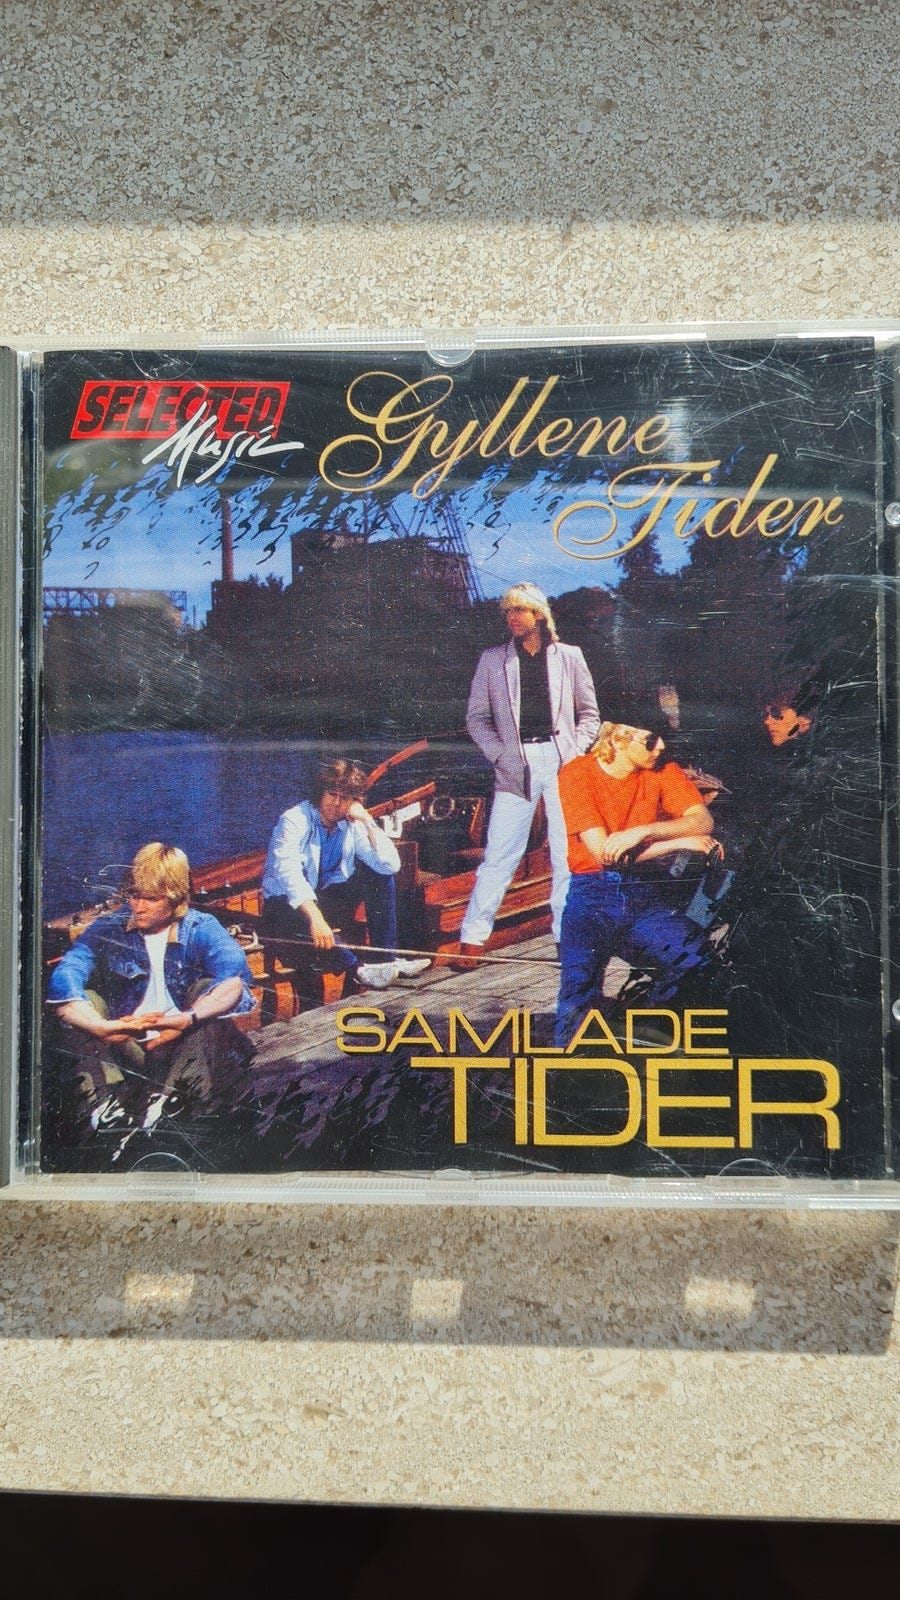 SELECTED
Music
Gyllene
Tider
SAMLADE
TIDER